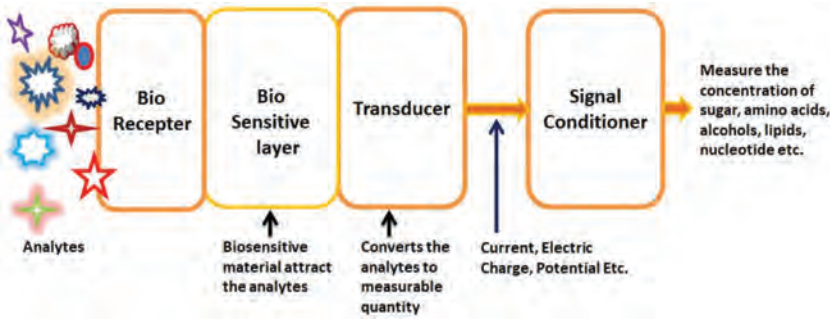 Bio
Recepter
Bio
Sensitive
layer
Transducer
Signal
Conditioner
Measure the
concentration of
sugar, amino acids,
alcohols, lipids,
nucleotide etc.
Analytes
Biosensitive
material attract
the analytes
Converts the
analytes to
measurable
quantity
Current, Electric
Charge, Potential Etc.